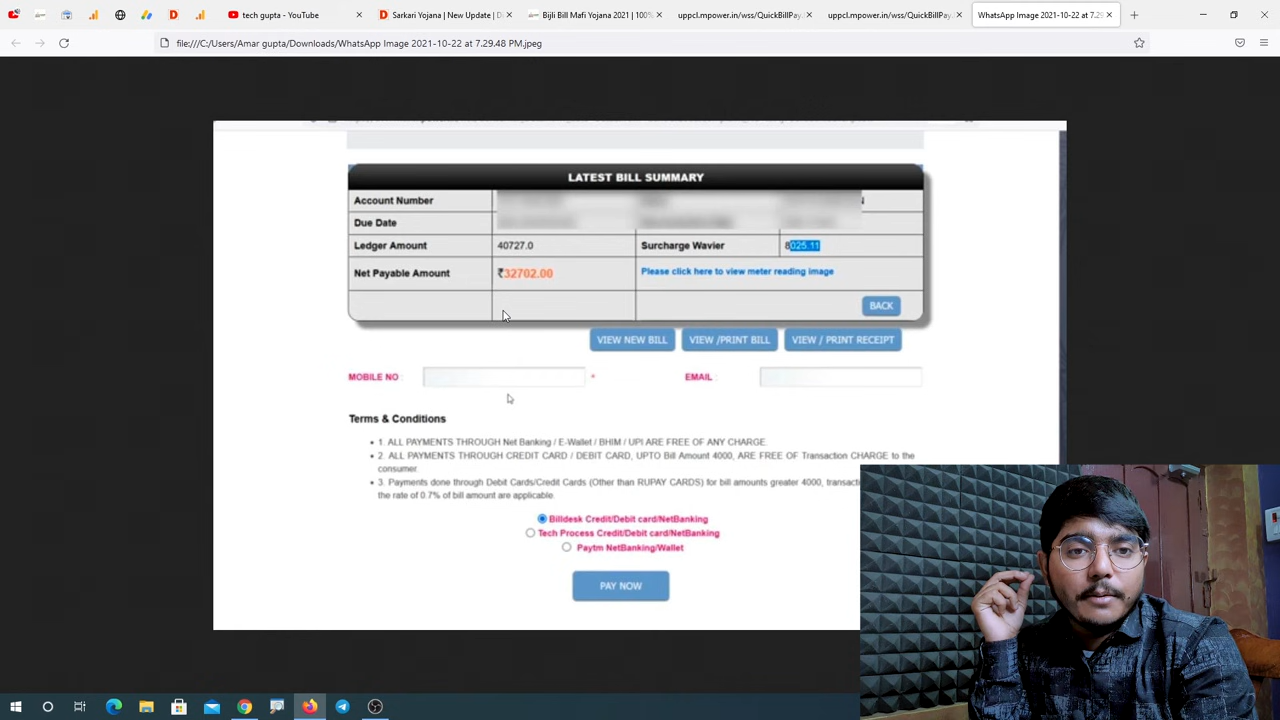 tech gupta - YouTube
Sarkari Yojana | New Update | D
Bijli Bill Mafi Yojana 2021 | 100%
uppcl.mpower.in/wss/QuickBillPay
uppcl.mpower.in/wss/QuickBillPay
WhatsApp Image 2021-10-22 at 7.29
file:///C:/Users/Amar gupta/Downloads/WhatsApp Image 2021-10-22 at 7.29.48 PM.jpeg
LATEST BILL SUMMARY
Account Number
Due Date
Ledger Amount 40727.0 Surcharge Wavier 8025.11
Net Payable Amount ₹32702.00 Please click here to view meter reading image
BACK
VIEW NEW BILL VIEW /PRINT BILL VIEW / PRINT RECEIPT
MOBILE NO : * EMAIL :
Terms & Conditions
1. ALL PAYMENTS THROUGH Net Banking / E-Wallet / BHIM / UPI ARE FREE OF ANY CHARGE.
2. ALL PAYMENTS THROUGH CREDIT CARD / DEBIT CARD, UPTO Bill Amount 4000, ARE FREE OF Transaction CHARGE to the
consumer.
3. Payments done through Debit Cards/Credit Cards (Other than RUPAY CARDS) for bill amounts greater 4000, transac
the rate of 0.7% of bill amount are applicable.
Billdesk Credit/Debit card/NetBanking
Tech Process Credit/Debit card/NetBanking
Paytm NetBanking/Wallet
PAY NOW